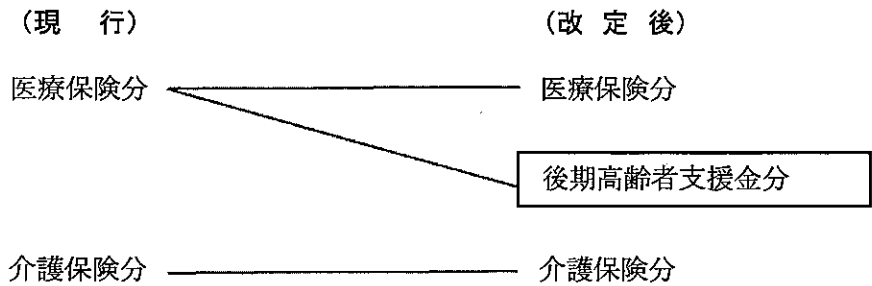 （現　行）　（改 定 後）
医療保険分　医療保険分
後期高齢者支援金分
介護保険分　介護保険分